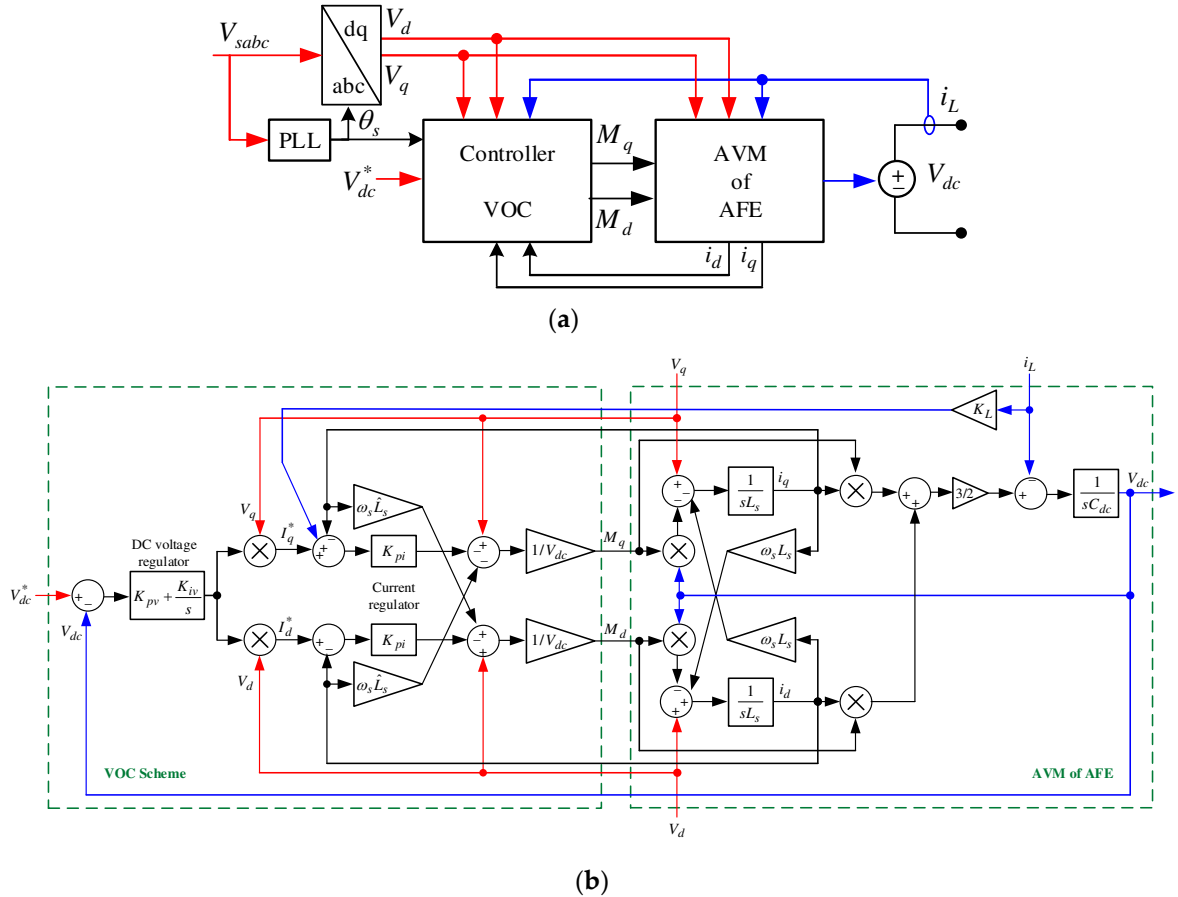 V_sabc
dq
abc
V_d
V_q
PLL
θ_s
V_dc^*
Controller
VOC
M_q
M_d
AVM
of
AFE
i_d i_q
i_L
+
−
V_dc
(a)
V_q
i_L
K_L
ω_s L̂_s
V_q
I_q^*
+ −
+
K_pi
+
− −
1/V_dc
M_q
+
− −
1/sL_s
i_q
+ +
3/2
−
+
1/sC_dc
V_dc
DC voltage
regulator
V_dc^*
+ −
K_pv + K_iv/s
V_dc
Current
regulator
ω_s L_s
I_d^*
+ −
K_pi
− +
+
1/V_dc
M_d
ω_s L_s
V_d
ω_s L̂_s
−
+
+
1/sL_s
i_d
VOC Scheme
AVM of AFE
V_d
(b)